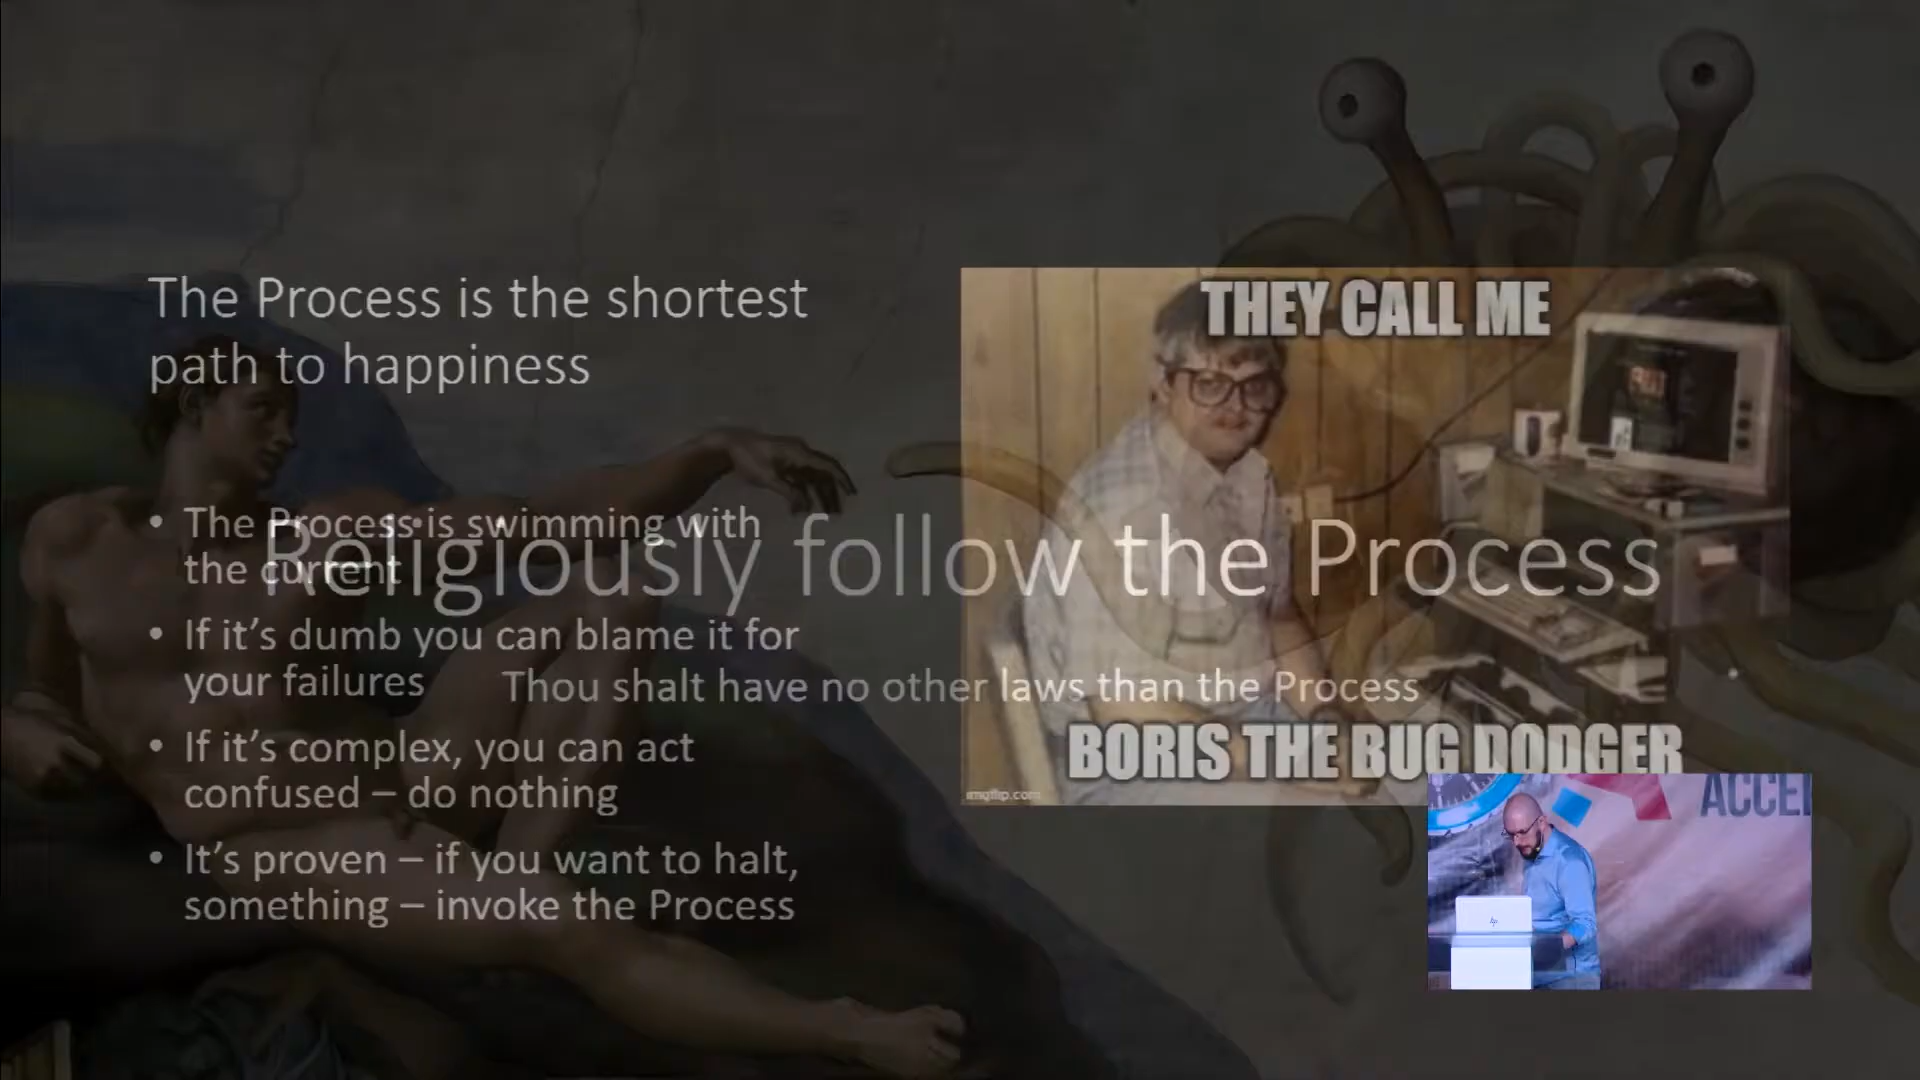 The Process is the shortest
path to happiness
• The Process is swimming with
the current
• If it’s dumb you can blame it for
your failures
• If it’s complex, you can act
confused – do nothing
• It’s proven – if you want to halt,
something – invoke the Process
Religiously follow the Process
Thou shalt have no other laws than the Process
THEY CALL ME
BORIS THE BUG DODGER
imgflip.com
ACCEL
hp